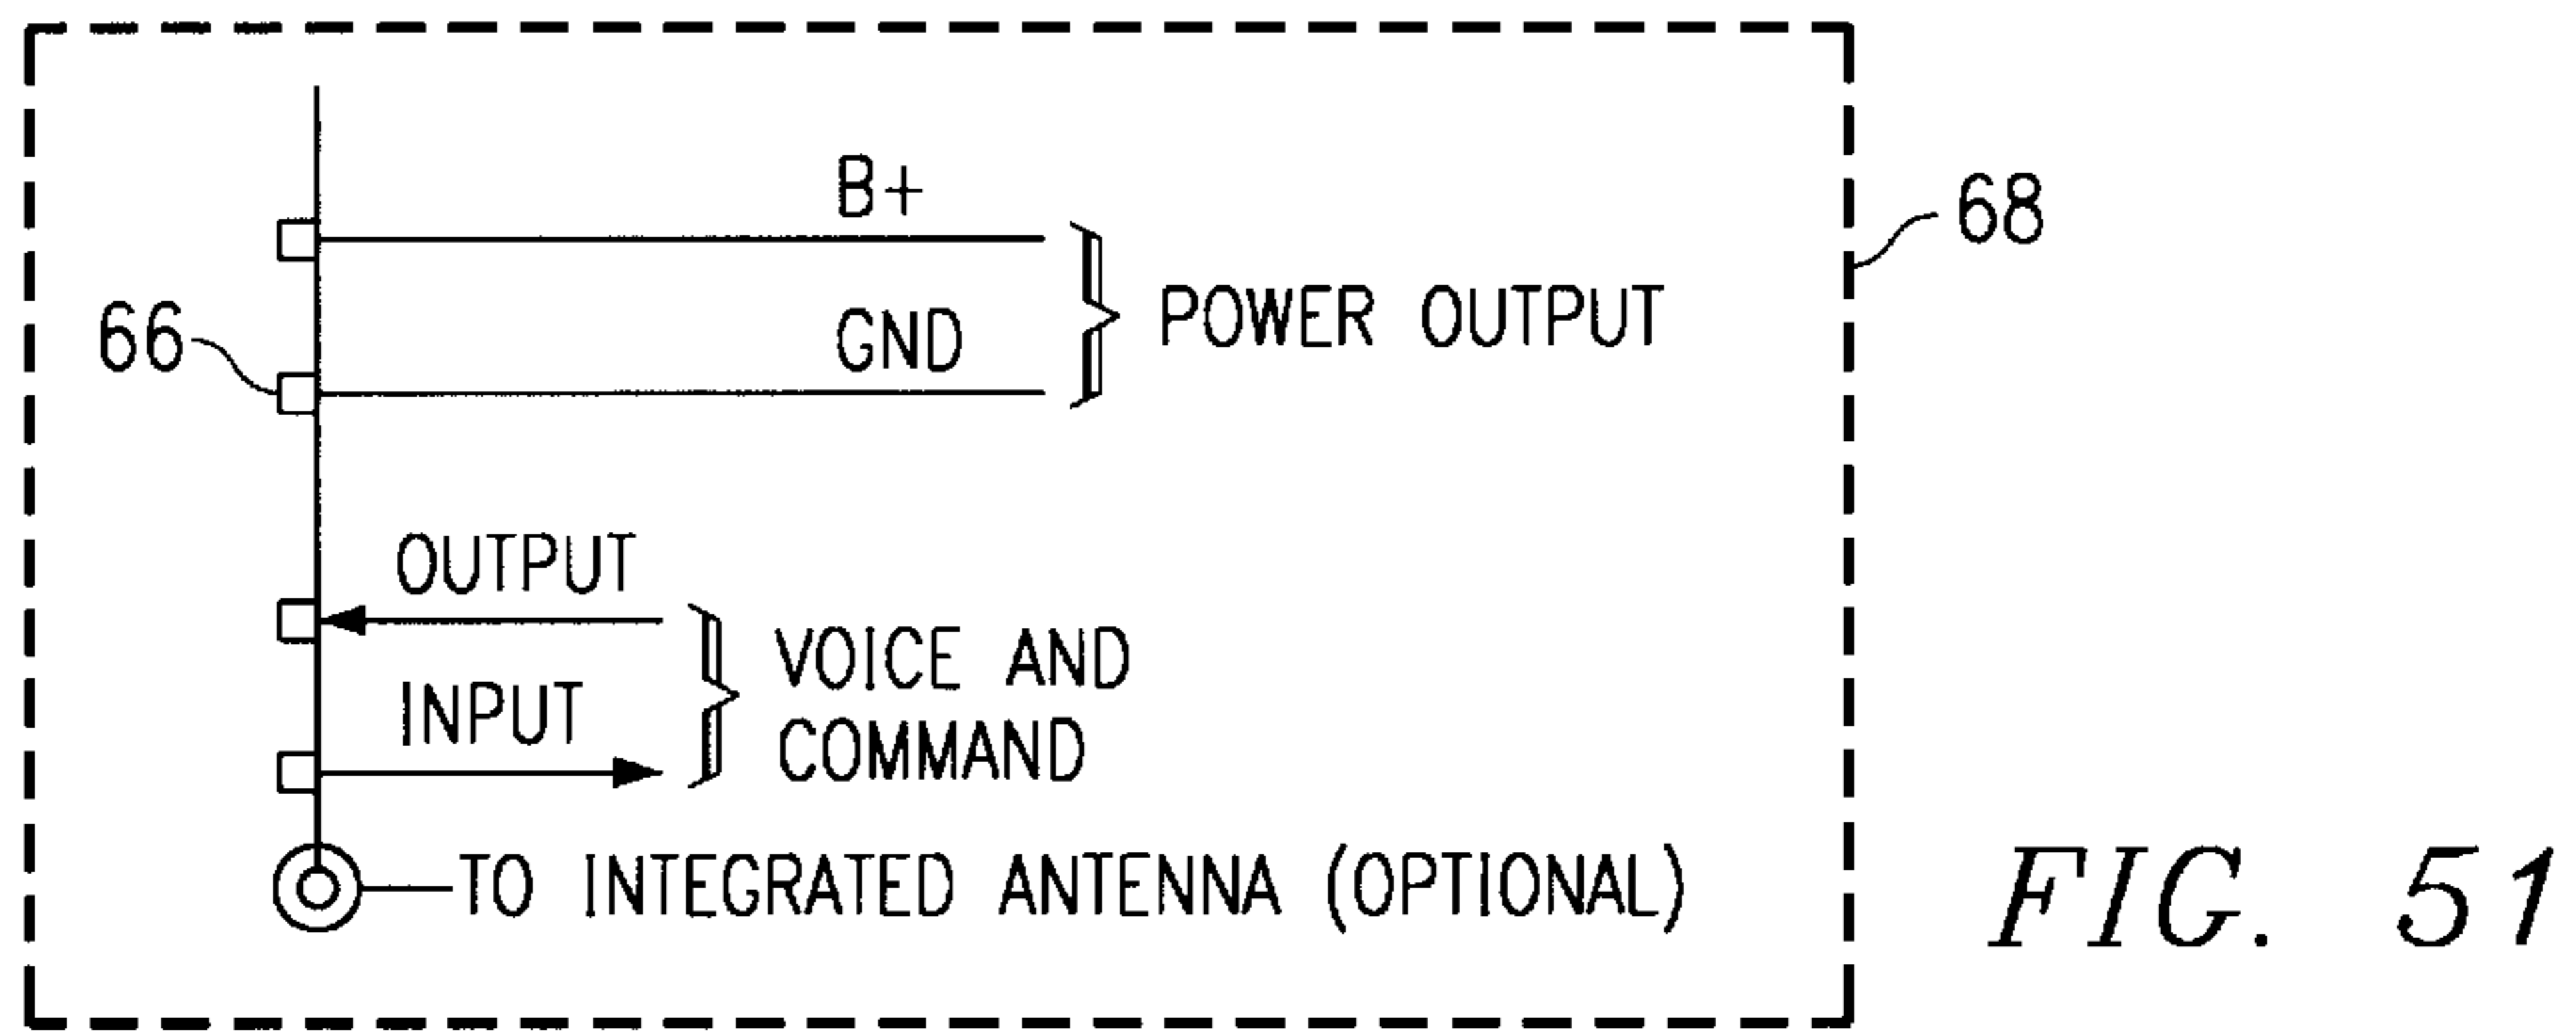 B+
68
66
GND
POWER OUTPUT
OUTPUT
VOICE AND
INPUT
COMMAND
TO INTEGRATED ANTENNA (OPTIONAL)
FIG. 51